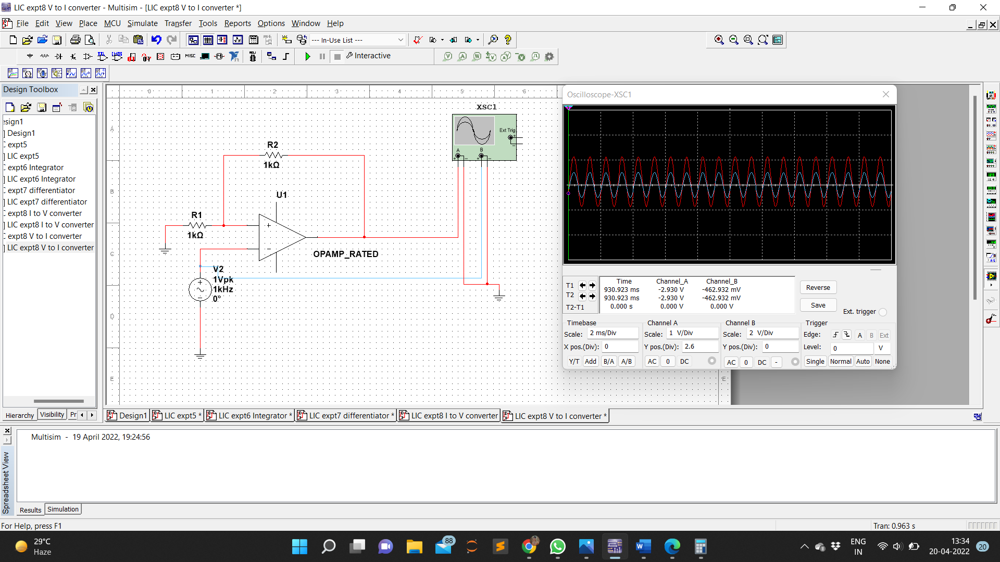 LIC expt8 V to I converter - Multisim - [LIC expt8 V to I converter *]
File Edit View Place MCU Simulate Transfer Tools Reports Options Window Help
--- In-Use List ---
MISC
Interactive
Design Toolbox
esign1
Design1
C expt5
LIC expt5
C expt6 Integrator
LIC expt6 Integrator
C expt7 differentiator
LIC expt7 differentiator
C expt8 I to V converter
LIC expt8 I to V converter
C expt8 V to I converter
LIC expt8 V to I converter
Hierarchy Visibility Pr
0 1 2 3 4 5 6
A
B
C
D
E
XSC1
Ext Trig
A B
R2
1kΩ
U1
R1
1kΩ
OPAMP_RATED
V2
1Vpk
1kHz
0°
E
Oscilloscope-XSC1
Time Channel_A Channel_B
T1 930.923 ms -2.930 V -462.932 mV
T2 930.923 ms -2.930 V -462.932 mV
T2-T1 0.000 s 0.000 V 0.000 V
Reverse
Save
Ext. trigger
Timebase Channel A Channel B Trigger
Scale: 2 ms/Div Scale: 1 V/Div Scale: 2 V/Div Edge: A B Ext
X pos.(Div): 0 Y pos.(Div): 2.6 Y pos.(Div): 0 Level: 0 V
Y/T Add B/A A/B AC 0 DC AC 0 DC - Single Normal Auto None
Design1 LIC expt5 * LIC expt6 Integrator * LIC expt7 differentiator * LIC expt8 I to V converter LIC expt8 V to I converter *
Multisim - 19 April 2022, 19:24:56
Spreadsheet View
Results Simulation
For Help, press F1
Tran: 0.963 s
29°C
Haze
88
ENG
IN
13:34
20-04-2022
20